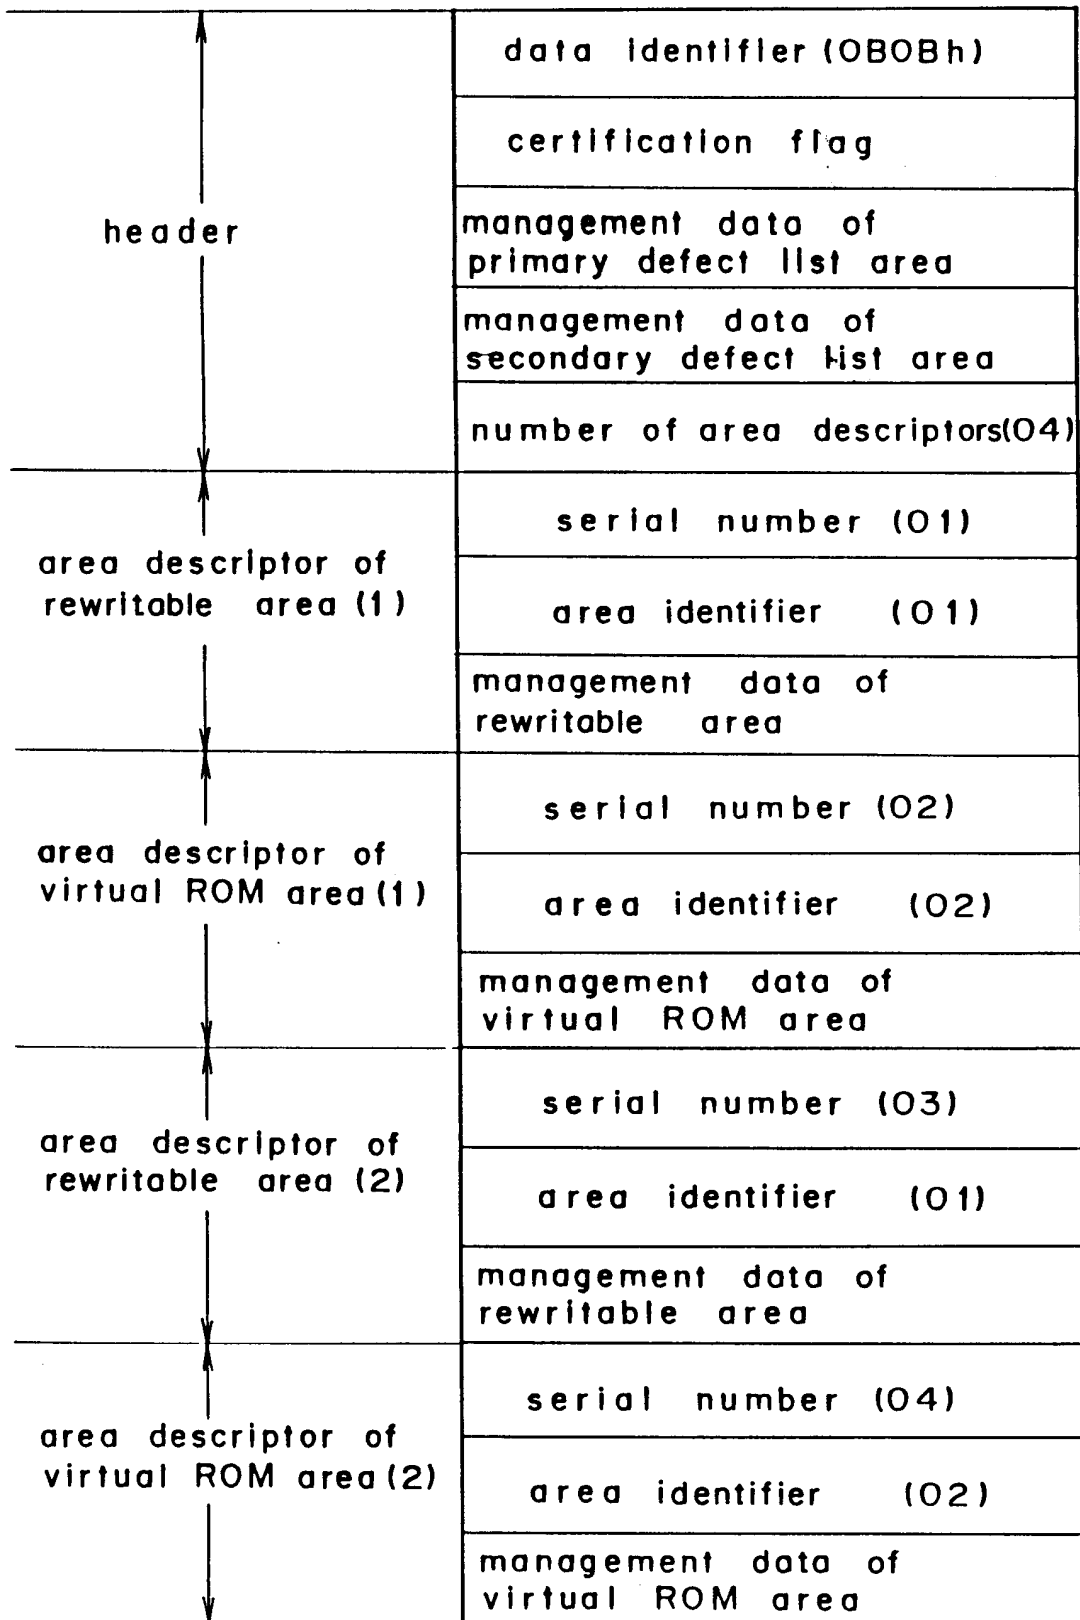 data identifier (0B0Bh)
certification flag
header
management data of
primary defect list area
management data of
secondary defect list area
number of area descriptors(04)
area descriptor of
rewritable area (1)
serial number (01)
area identifier (01)
management data of
rewritable area
area descriptor of
virtual ROM area (1)
serial number (02)
area identifier (02)
management data of
virtual ROM area
area descriptor of
rewritable area (2)
serial number (03)
area identifier (01)
management data of
rewritable area
area descriptor of
virtual ROM area (2)
serial number (04)
area identifier (02)
management data of
virtual ROM area